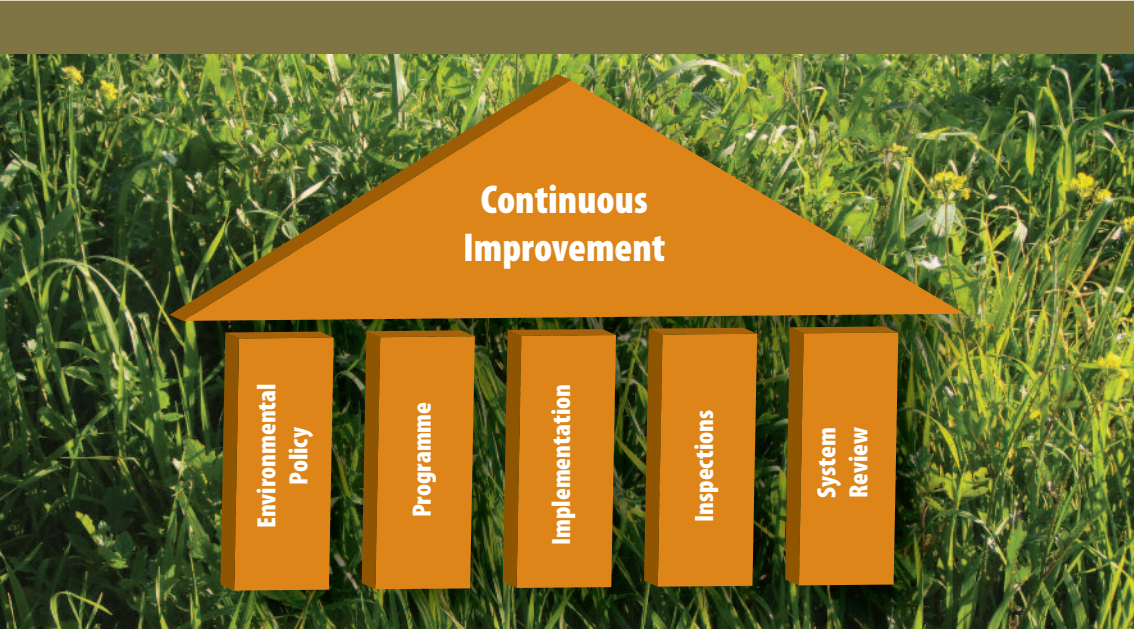 Continuous
Improvement
Environmental
Policy
Programme
Implementation
Inspections
System
Review